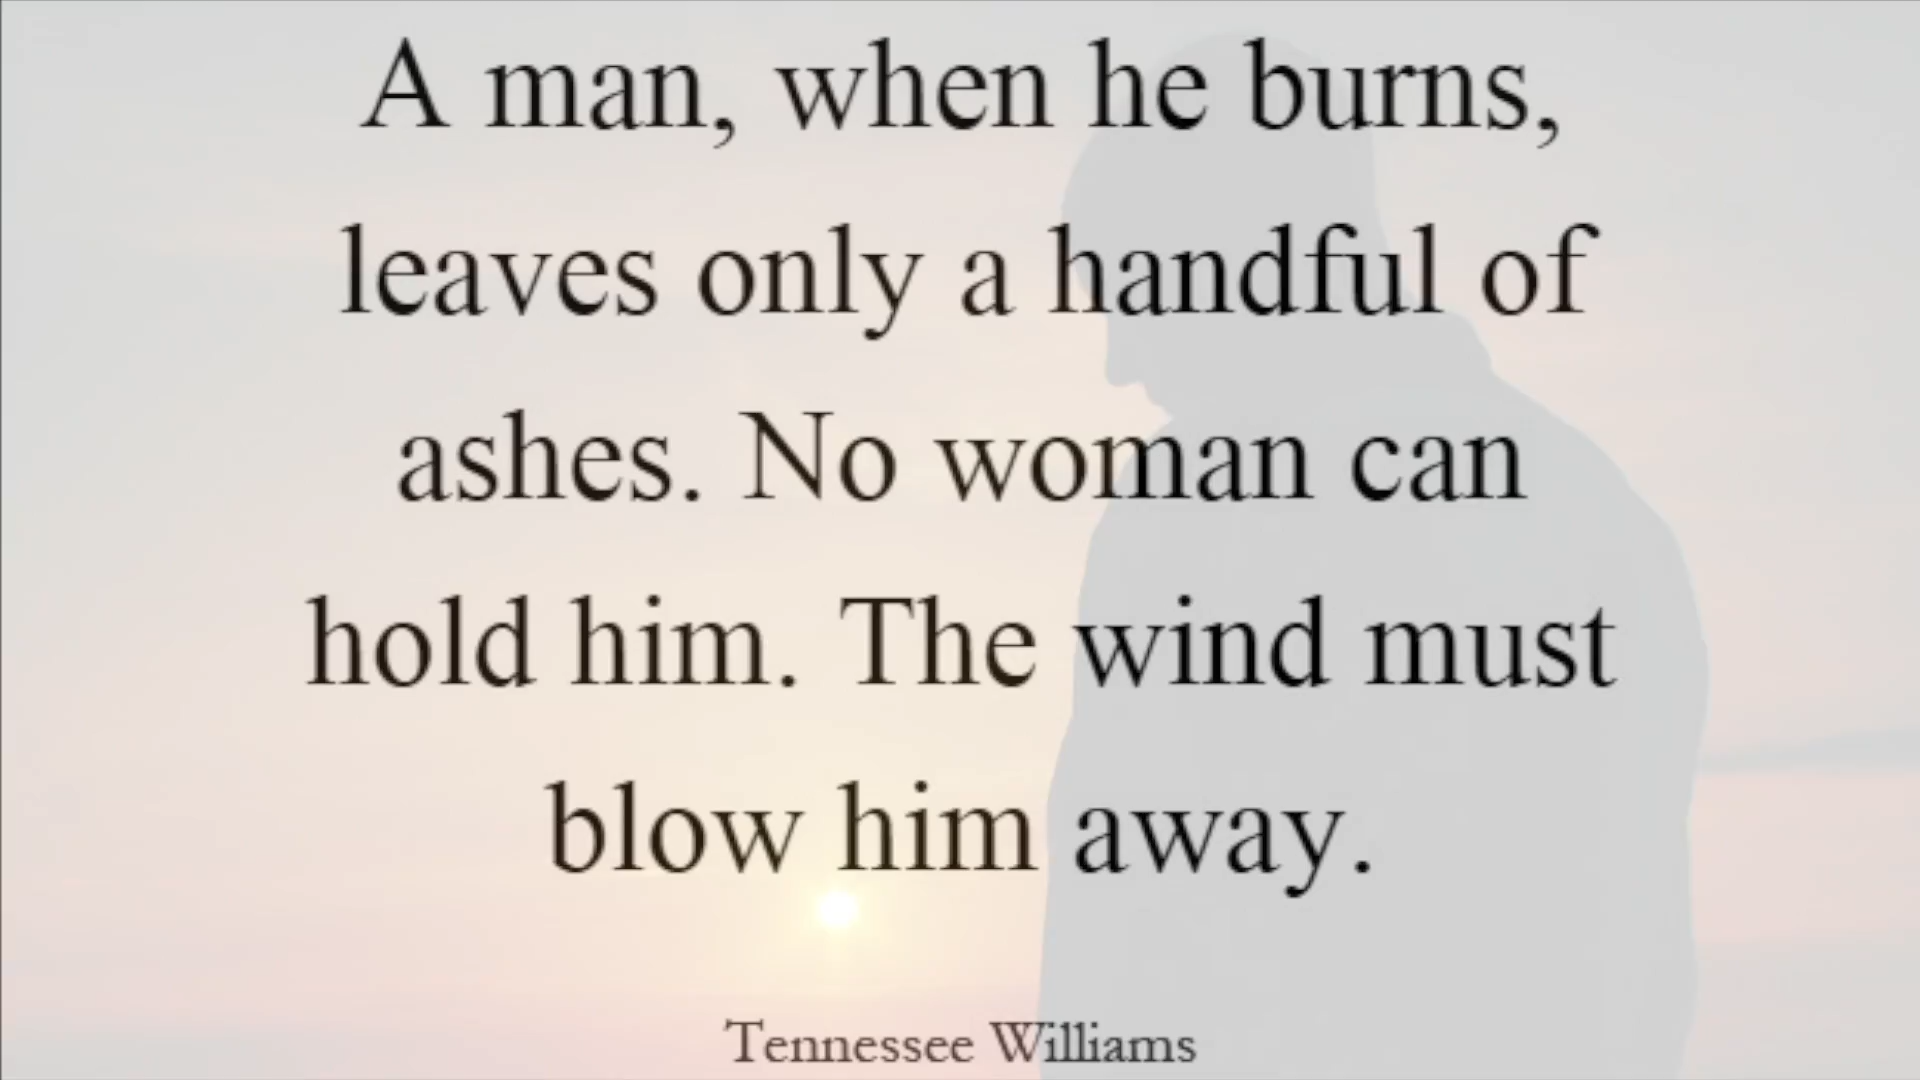 A man, when he burns,
leaves only a handful of
ashes. No woman can
hold him. The wind must
blow him away.
Tennessee Williams